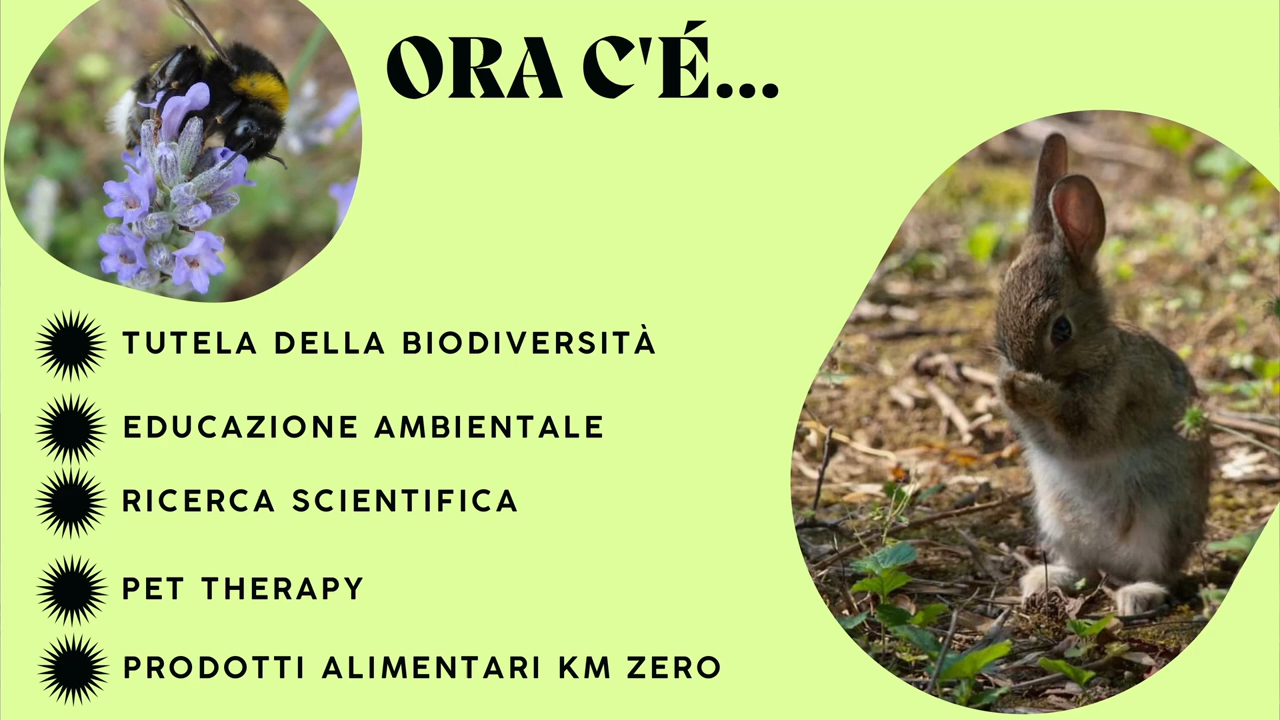 ORA C'É...
TUTELA DELLA BIODIVERSITÀ
EDUCAZIONE AMBIENTALE
RICERCA SCIENTIFICA
PET THERAPY
PRODOTTI ALIMENTARI KM ZERO